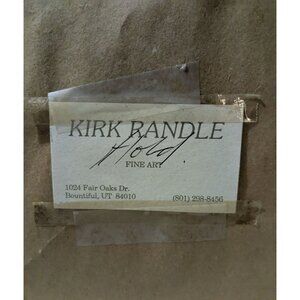 KIRK RANDLE
Hold!
FINE ART
1024 Fair Oaks Dr.
Bountiful, UT 84010
(801) 298-8456